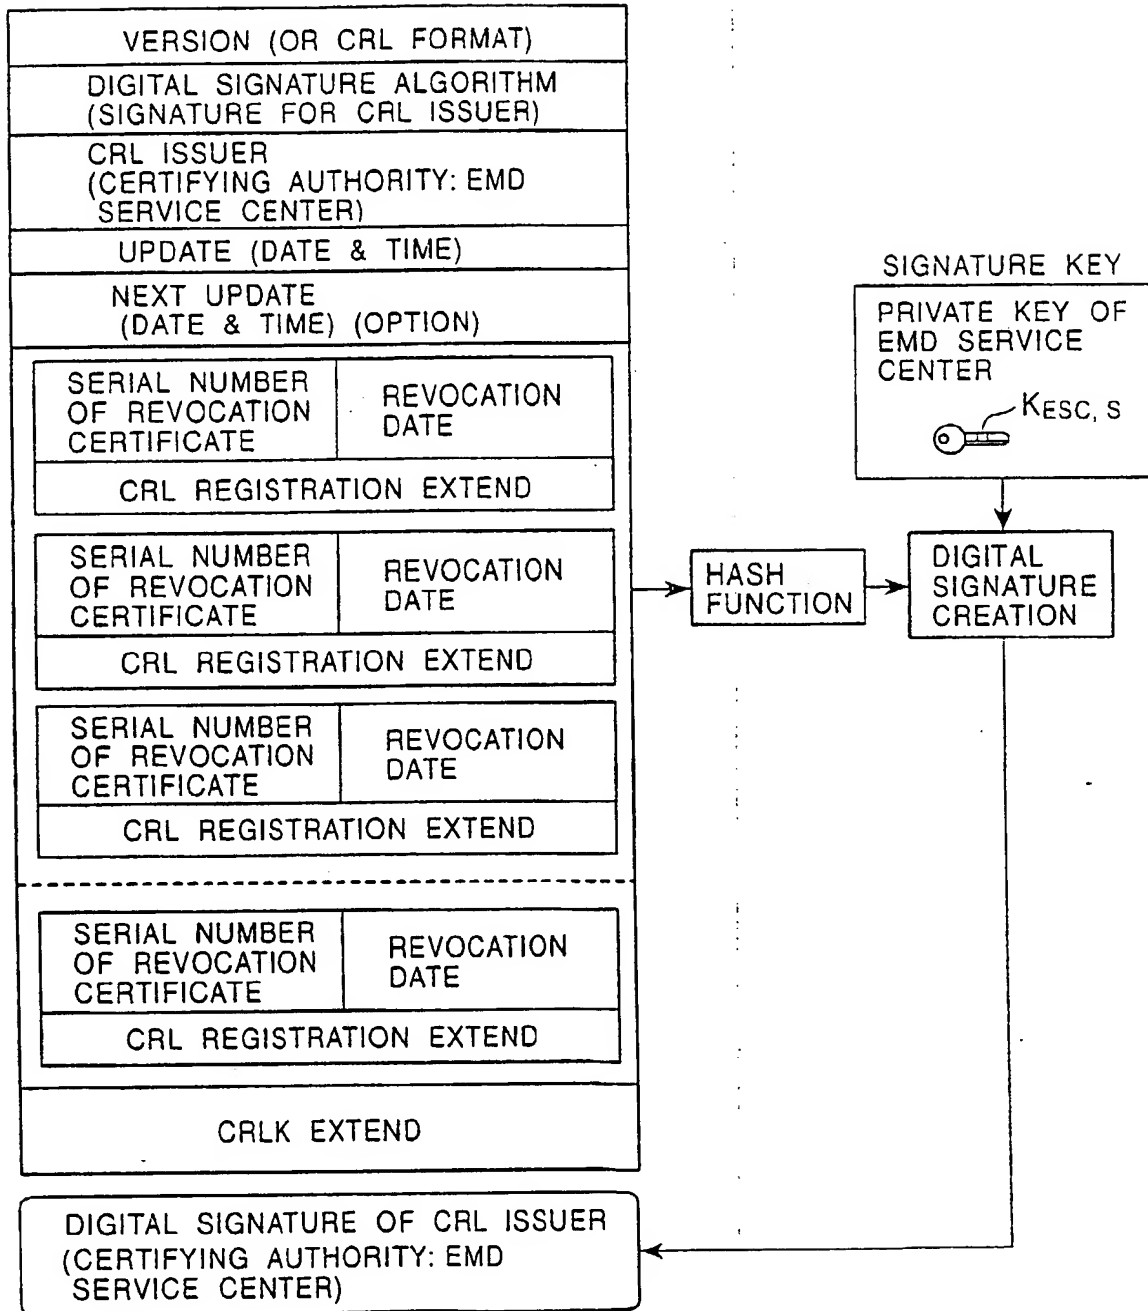 VERSION (OR CRL FORMAT)
DIGITAL SIGNATURE ALGORITHM
(SIGNATURE FOR CRL ISSUER)
CRL ISSUER
(CERTIFYING AUTHORITY: EMD
SERVICE CENTER)
UPDATE (DATE & TIME)
NEXT UPDATE
(DATE & TIME) (OPTION)
SERIAL NUMBER
OF REVOCATION
CERTIFICATE
REVOCATION
DATE
CRL REGISTRATION EXTEND
SERIAL NUMBER
OF REVOCATION
CERTIFICATE
REVOCATION
DATE
CRL REGISTRATION EXTEND
SERIAL NUMBER
OF REVOCATION
CERTIFICATE
REVOCATION
DATE
CRL REGISTRATION EXTEND
SERIAL NUMBER
OF REVOCATION
CERTIFICATE
REVOCATION
DATE
CRL REGISTRATION EXTEND
CRLK EXTEND
DIGITAL SIGNATURE OF CRL ISSUER
(CERTIFYING AUTHORITY: EMD
SERVICE CENTER)
HASH
FUNCTION
SIGNATURE KEY
PRIVATE KEY OF
EMD SERVICE
CENTER
KESC, S
DIGITAL
SIGNATURE
CREATION